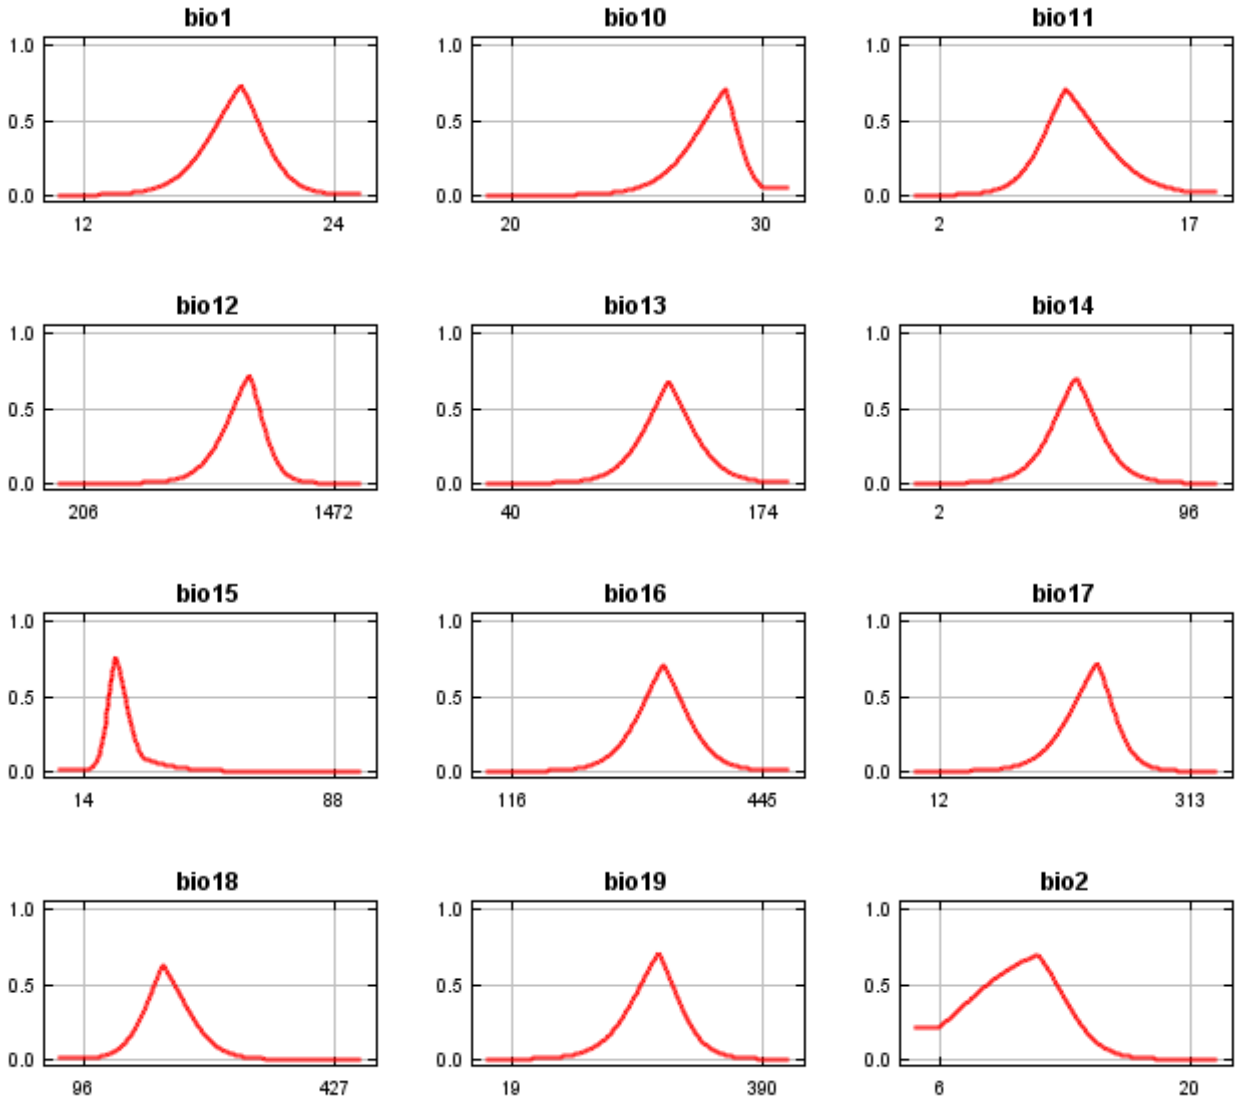 bio1 bio10 bio11
1.0 1.0 1.0
0.5 0.5 0.5
0.0 0.0 0.0
12 24 20 30 2 17
bio12 bio13 bio14
1.0 1.0 1.0
0.5 0.5 0.5
0.0 0.0 0.0
206 1472 40 174 2 96
bio15 bio16 bio17
1.0 1.0 1.0
0.5 0.5 0.5
0.0 0.0 0.0
14 88 116 445 12 313
bio18 bio19 bio2
1.0 1.0 1.0
0.5 0.5 0.5
0.0 0.0 0.0
96 427 19 390 6 20